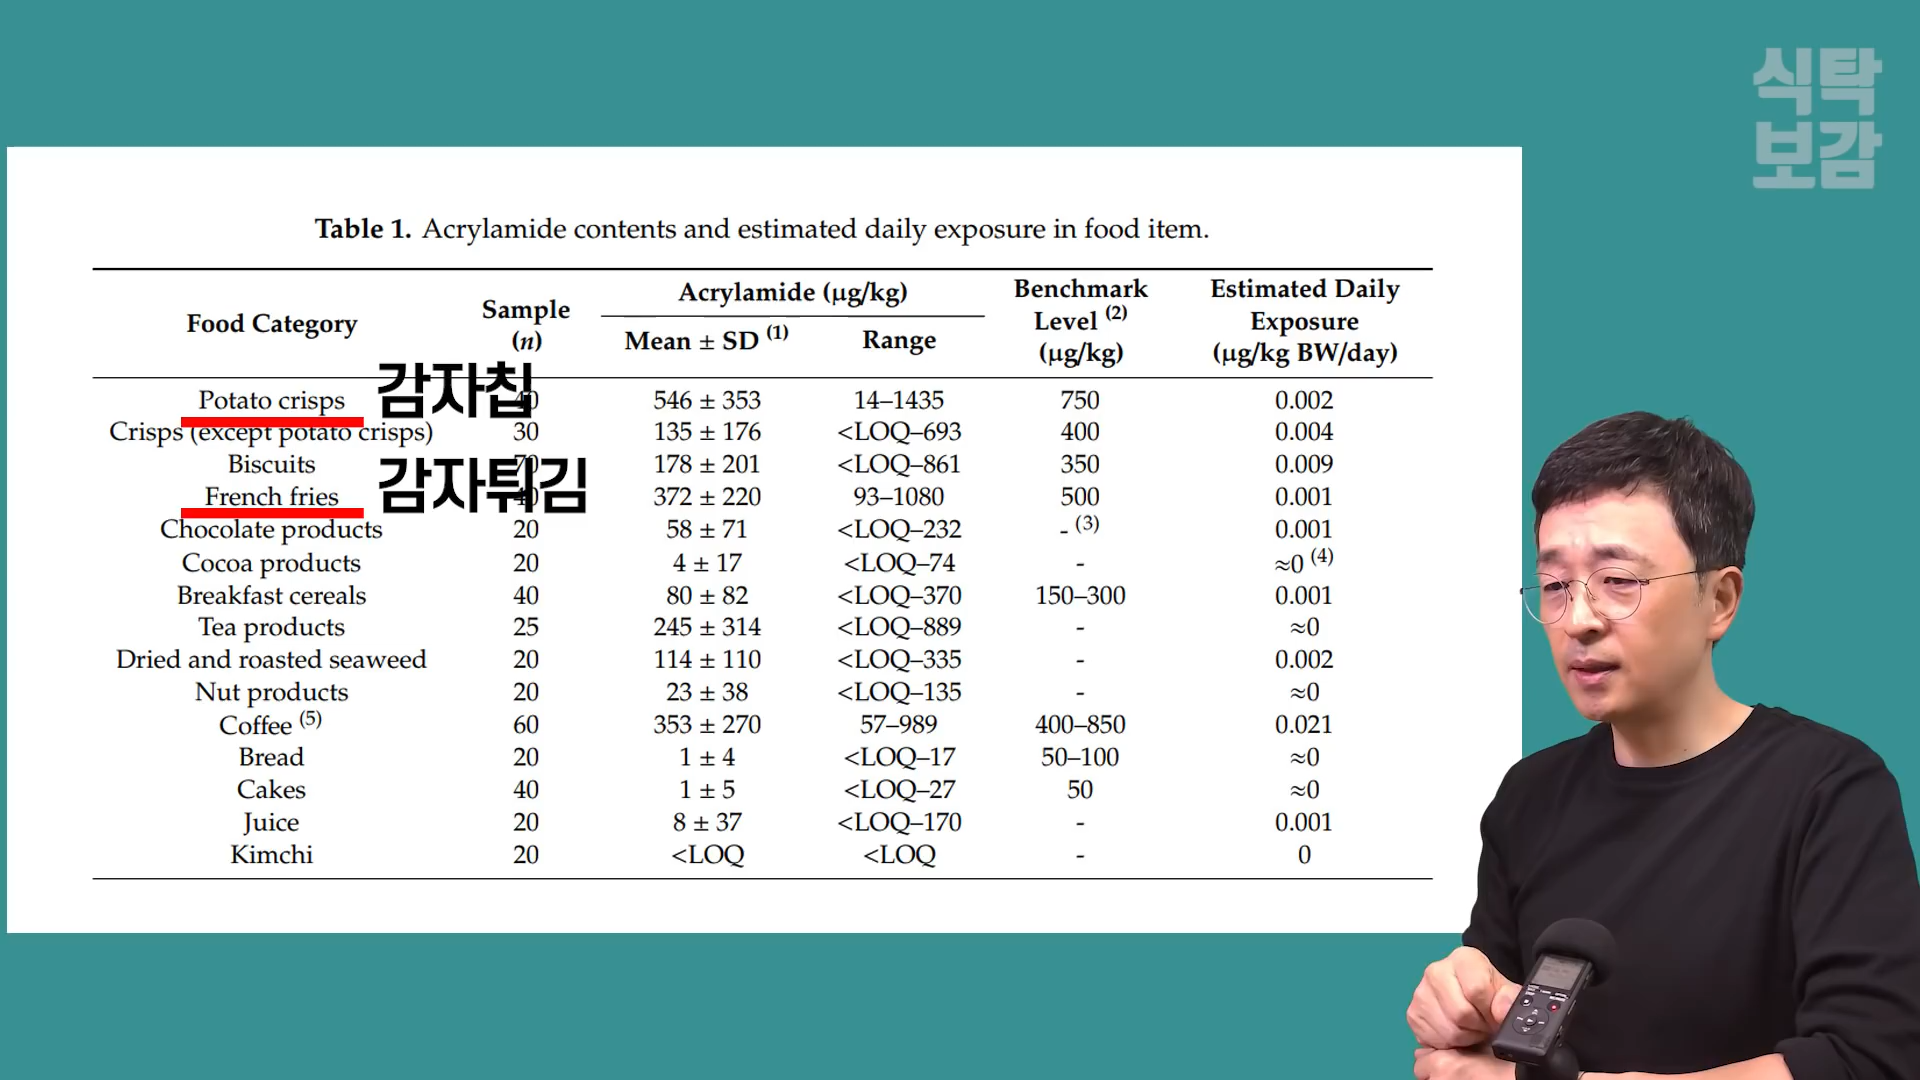 식탁
보감
Table 1. Acrylamide contents and estimated daily exposure in food item.
Food Category Sample (n) Acrylamide (µg/kg) Benchmark Level (2) (µg/kg) Estimated Daily Exposure (µg/kg BW/day)
Mean ± SD (1) Range
Potato crisps 감자칩 40 546 ± 353 14–1435 750 0.002
Crisps (except potato crisps) 30 135 ± 176 <LOQ–693 400 0.004
Biscuits 70 178 ± 201 <LOQ–861 350 0.009
French fries 감자튀김 40 372 ± 220 93–1080 500 0.001
Chocolate products 20 58 ± 71 <LOQ–232 - (3) 0.001
Cocoa products 20 4 ± 17 <LOQ–74 - ≈0 (4)
Breakfast cereals 40 80 ± 82 <LOQ–370 150–300 0.001
Tea products 25 245 ± 314 <LOQ–889 - ≈0
Dried and roasted seaweed 20 114 ± 110 <LOQ–335 - 0.002
Nut products 20 23 ± 38 <LOQ–135 - ≈0
Coffee (5) 60 353 ± 270 57–989 400–850 0.021
Bread 20 1 ± 4 <LOQ–17 50–100 ≈0
Cakes 40 1 ± 5 <LOQ–27 50 ≈0
Juice 20 8 ± 37 <LOQ–170 - 0.001
Kimchi 20 <LOQ <LOQ - 0